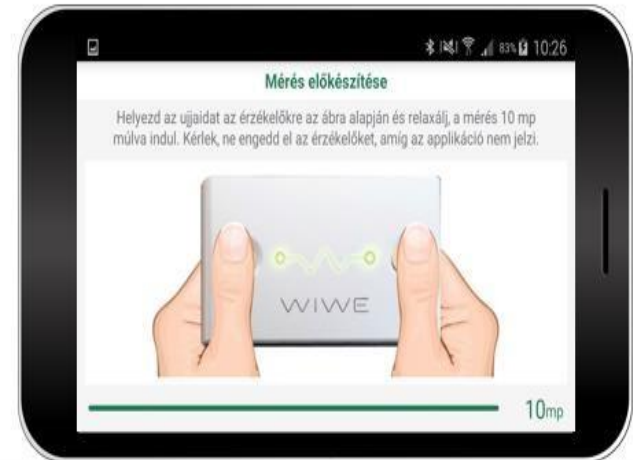 83% 10:26
Mérés előkészítése
Helyezd az ujjaidat az érzékelőkre az ábra alapján és relaxálj, a mérés 10 mp
múlva indul. Kérlek, ne engedd el az érzékelőket, amíg az applikáció nem jelzi.
WIWE
10mp